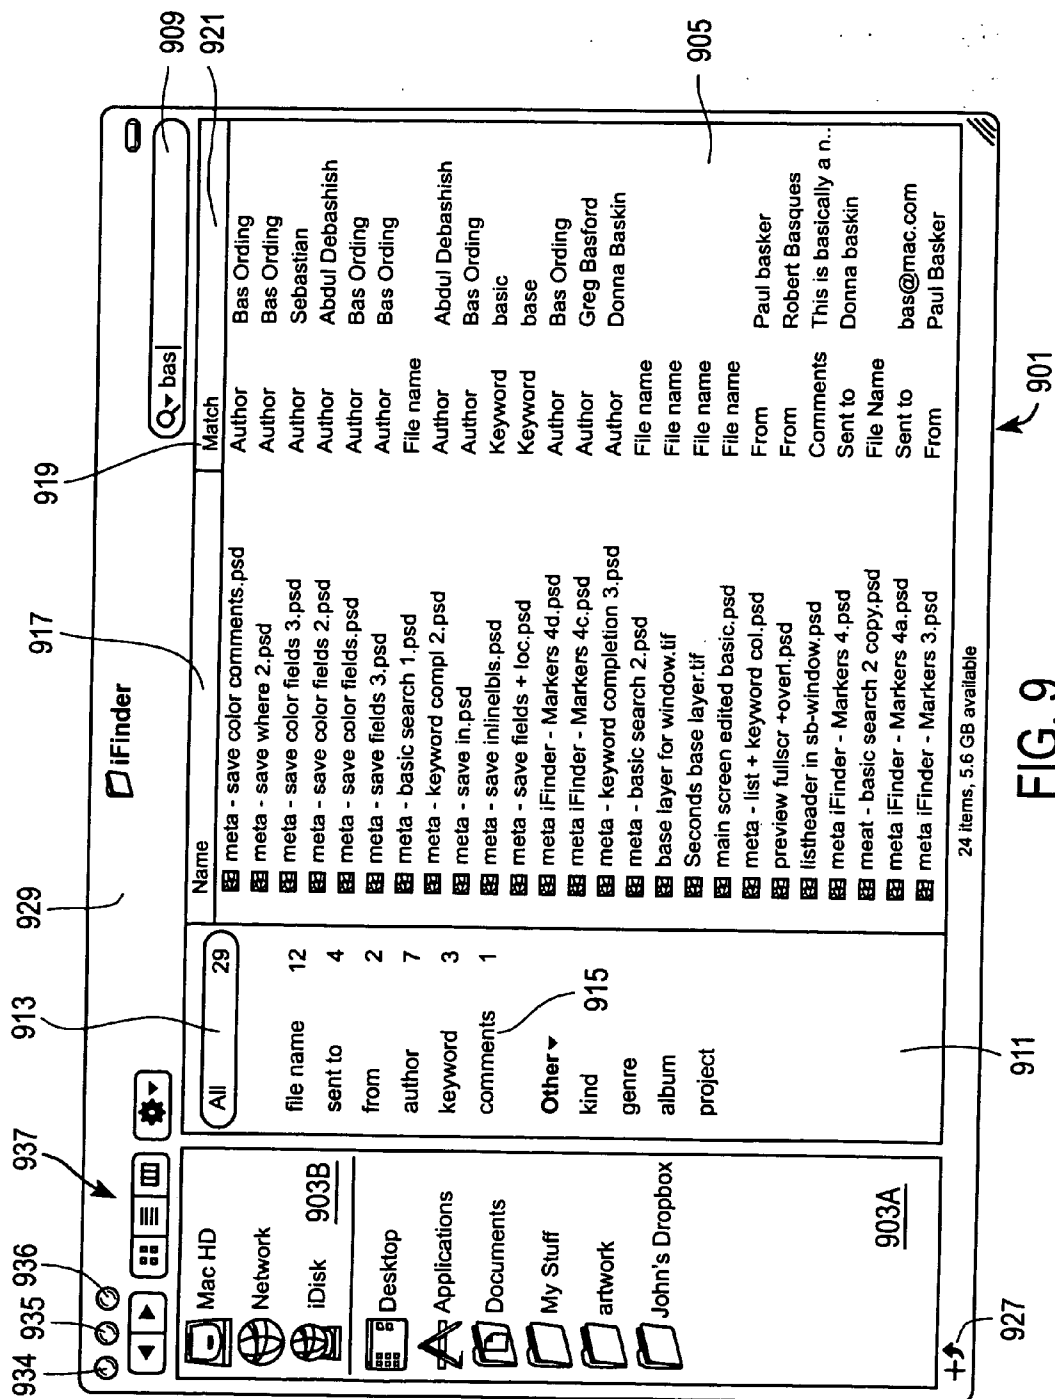 934
935
936
937
913
929
917
919
909
921
iFinder
bas
Mac HD
Network
iDisk
903B
Desktop
Applications
Documents
My Stuff
artwork
John's Dropbox
903A
All 29
file name 12
sent to 4
from 2
author 7
keyword 3
comments 1
915
Other
kind
genre
album
project
911
Name Match
meta - save color comments.psd Author Bas Ording
meta - save where 2.psd Author Bas Ording
meta - save color fields 3.psd Author Sebastian
meta - save color fields 2.psd Author Abdul Debashish
meta - save color fields.psd Author Bas Ording
meta - save fields 3.psd Author Bas Ording
meta - basic search 1.psd File name
meta - keyword compl 2.psd Author Abdul Debashish
meta - save in.psd Author Bas Ording
meta - save inlinelbls.psd Keyword basic
meta - save fields + loc.psd Keyword base
meta iFinder - Markers 4d.psd Author Bas Ording
meta iFinder - Markers 4c.psd Author Greg Basford
meta - keyword completion 3.psd Author Donna Baskin
meta - basic search 2.psd File name
base layer for window.tif File name
Seconds base layer.tif File name
main screen edited basic.psd File name
meta - list + keyword col.psd From Paul basker
preview fullscr +overl.psd From Robert Basques
listheader in sb-window.psd Comments This is basically a n..
meta iFinder - Markers 4.psd Sent to Donna baskin
meat - basic search 2 copy.psd File Name
meta iFinder - Markers 4a.psd Sent to bas@mac.com
meta iFinder - Markers 3.psd From Paul Basker
905
24 items, 5.6 GB available
927
901
FIG. 9